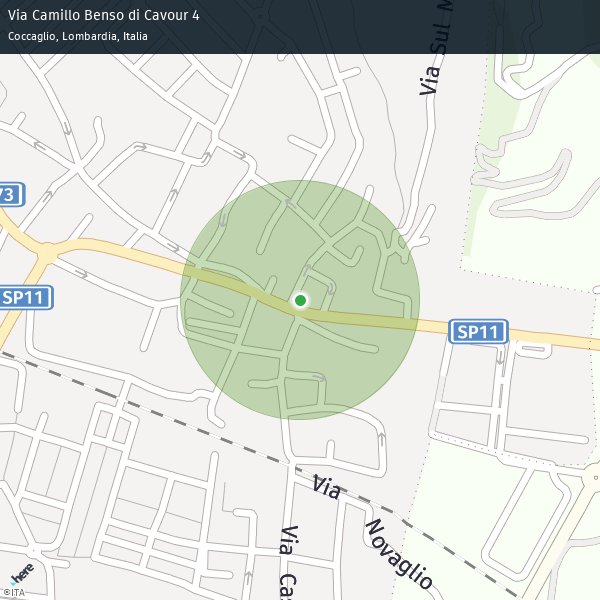 Via Camillo Benso di Cavour 4
Coccaglio, Lombardia, Italia
Via Sul M
73
SP11
SP11
Via Novaglio
Via Cas
here
©ITA